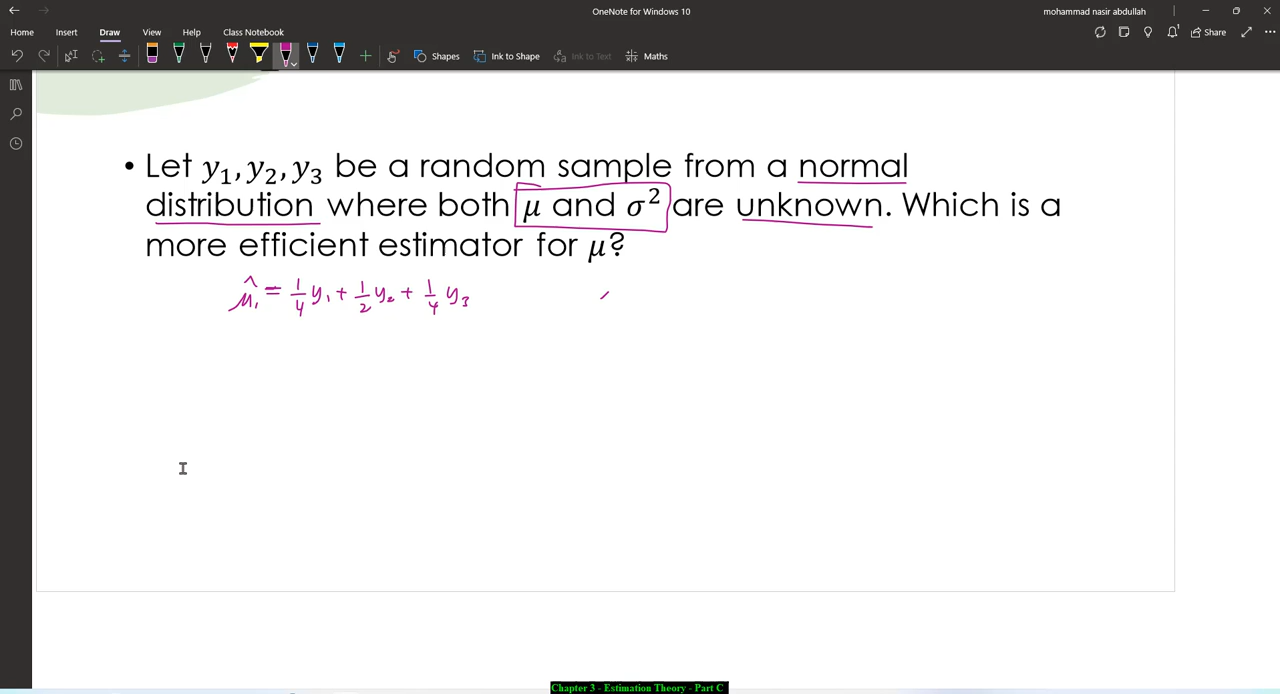 OneNote for Windows 10
mohammad nasir abdullah
Home Insert Draw View Help Class Notebook
Share
Shapes Ink to Shape Ink to Text Maths
• Let y₁, y₂, y₃ be a random sample from a normal
distribution where both μ and σ² are unknown. Which is a
more efficient estimator for μ?
μ̂₁ = 1/4 y₁ + 1/2 y₂ + 1/4 y₃
Chapter 3 - Estimation Theory - Part C